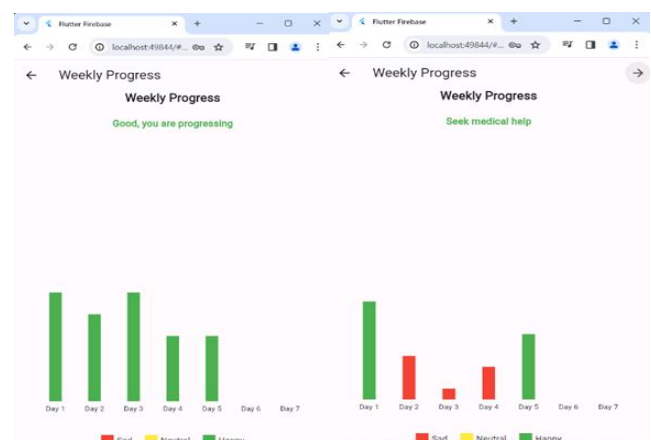 Flutter Firebase
localhost:49844/#...
Weekly Progress
Weekly Progress
Good, you are progressing
Day 1 Day 2 Day 3 Day 4 Day 5 Day 6 Day 7
Sad Neutral Happy
Flutter Firebase
localhost:49844/#...
Weekly Progress
Weekly Progress
Seek medical help
Day 1 Day 2 Day 3 Day 4 Day 5 Day 6 Day 7
Sad Neutral Happy